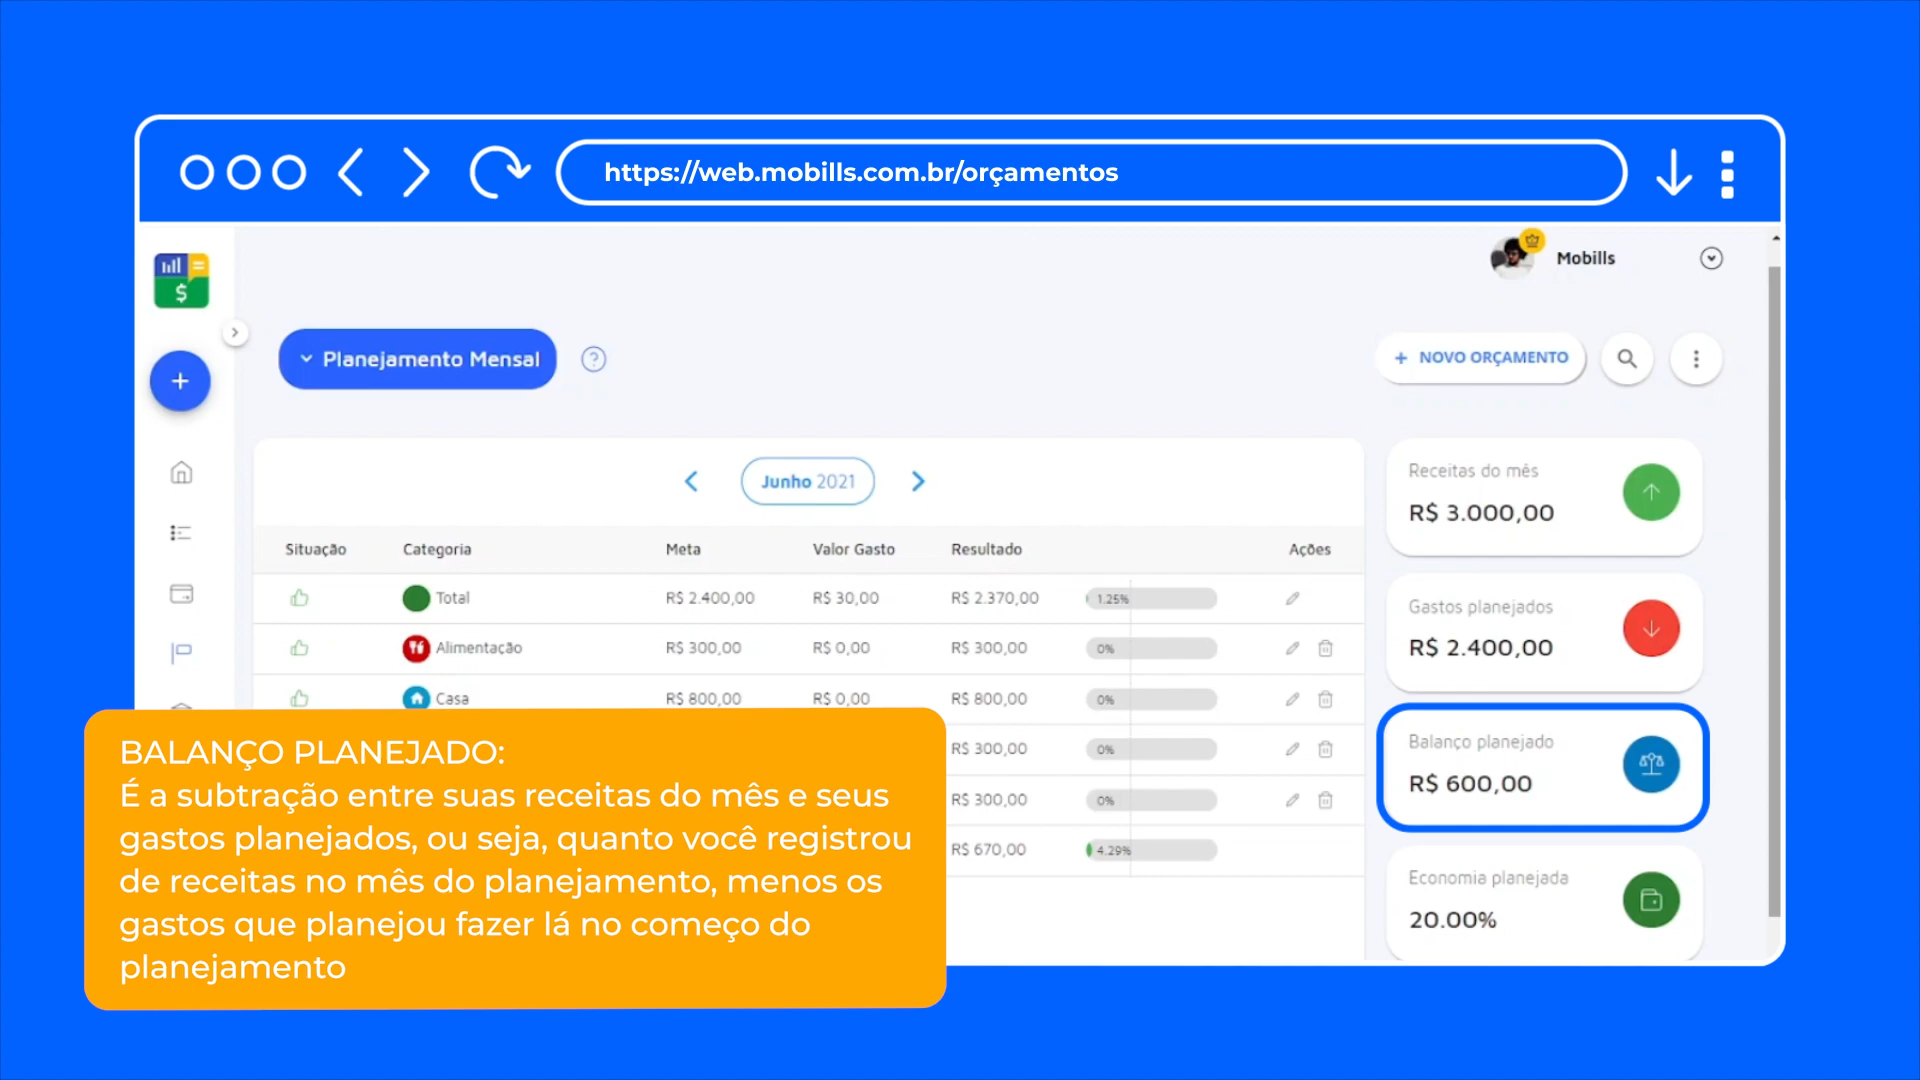 https://web.mobills.com.br/orçamentos
$
Mobills
Planejamento Mensal
?
+ NOVO ORÇAMENTO
+
Junho 2021
Situação Categoria Meta Valor Gasto Resultado Ações
Total R$ 2.400,00 R$ 30,00 R$ 2.370,00 1.25%
Alimentação R$ 300,00 R$ 0,00 R$ 300,00 0%
Casa R$ 800,00 R$ 0,00 R$ 800,00 0%
R$ 300,00 0%
R$ 300,00 0%
R$ 670,00 4.29%
Receitas do mês
R$ 3.000,00
Gastos planejados
R$ 2.400,00
Balanço planejado
R$ 600,00
Economia planejada
20.00%
BALANÇO PLANEJADO:
É a subtração entre suas receitas do mês e seus
gastos planejados, ou seja, quanto você registrou
de receitas no mês do planejamento, menos os
gastos que planejou fazer lá no começo do
planejamento